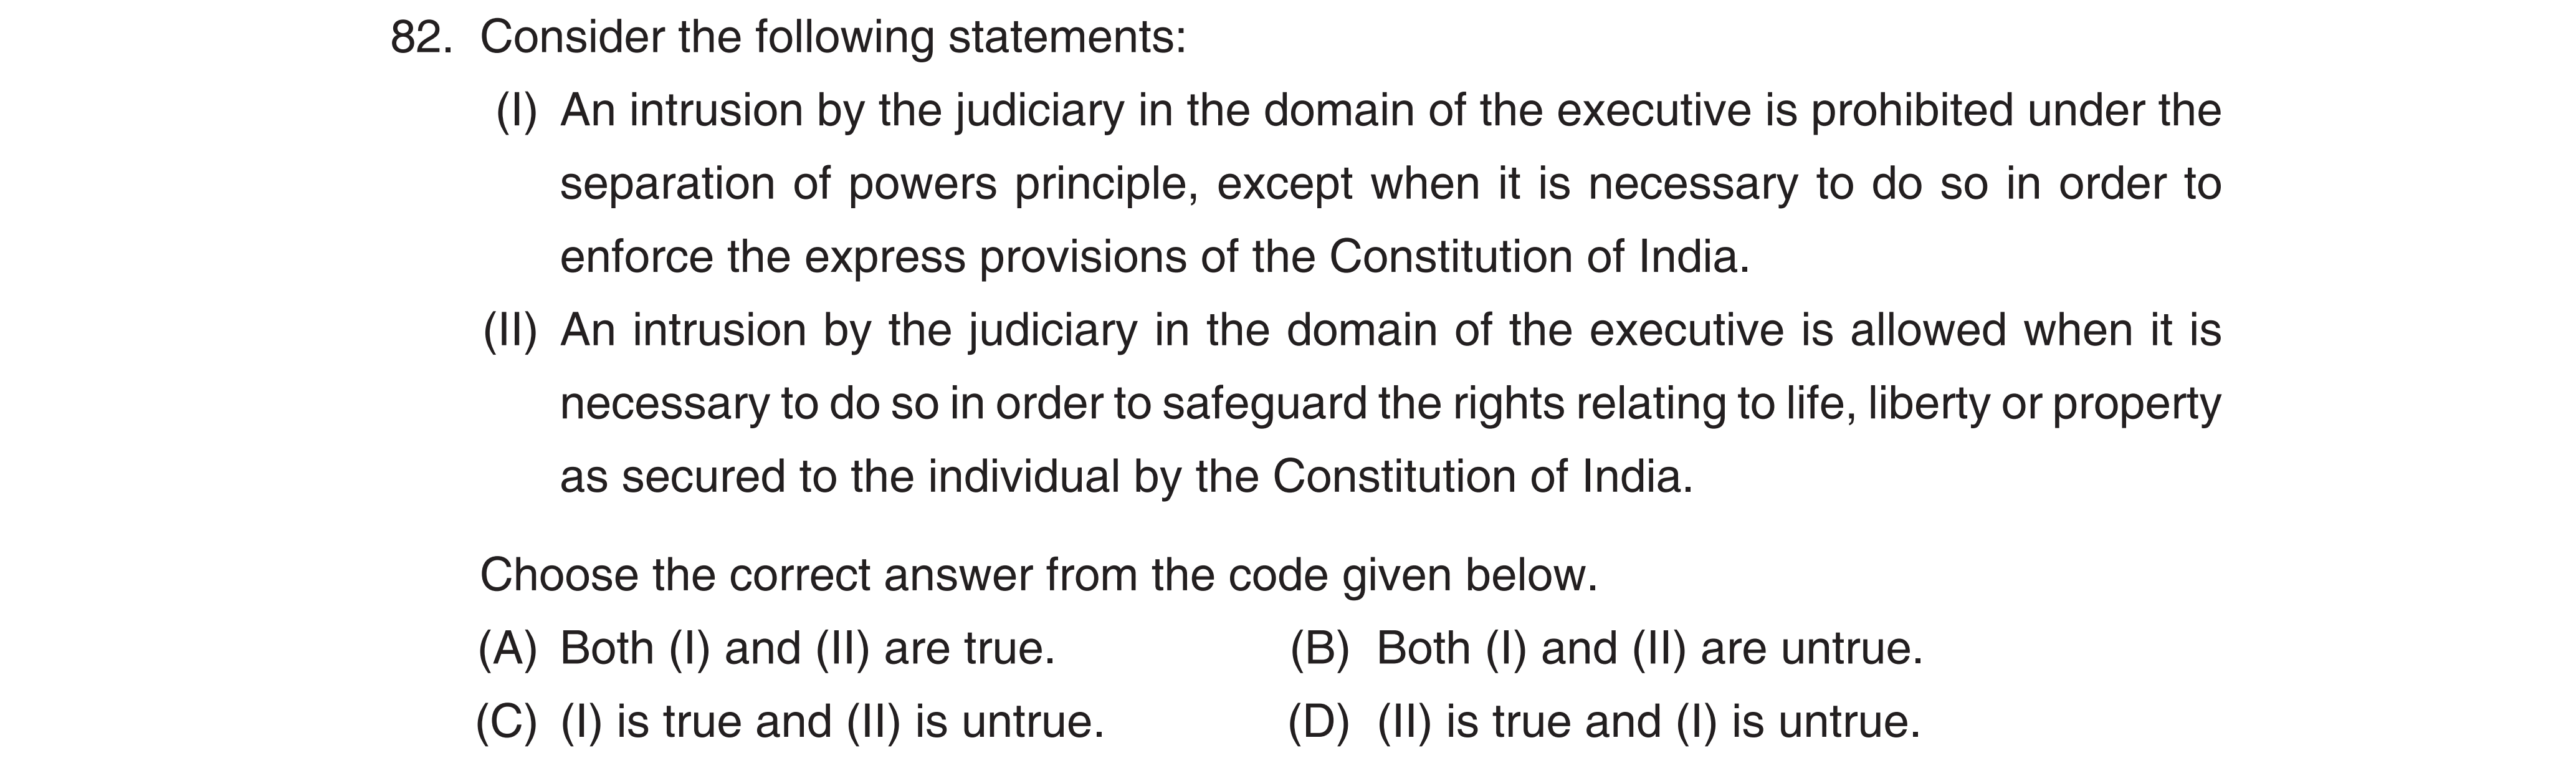 82. Consider the following statements:
(I) An intrusion by the judiciary in the domain of the executive is prohibited under the
separation of powers principle, except when it is necessary to do so in order to
enforce the express provisions of the Constitution of India.
(II) An intrusion by the judiciary in the domain of the executive is allowed when it is
necessary to do so in order to safeguard the rights relating to life, liberty or property
as secured to the individual by the Constitution of India.
Choose the correct answer from the code given below.
(A) Both (I) and (II) are true. (B) Both (I) and (II) are untrue.
(C) (I) is true and (II) is untrue. (D) (II) is true and (I) is untrue.